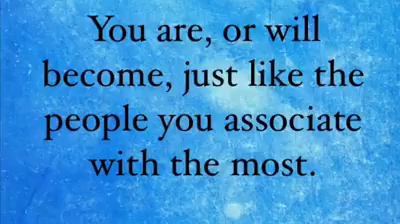 You are, or will
become, just like the
people you associate
with the most.